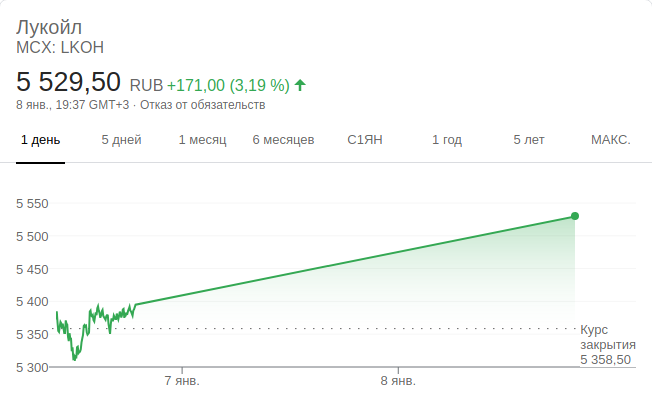 Лукойл
MCX: LKOH
5 529,50 RUB +171,00 (3,19 %)
8 янв., 19:37 GMT+3 · Отказ от обязательств
1 день 5 дней 1 месяц 6 месяцев С1ЯН 1 год 5 лет МАКС.
5 550
5 500
5 450
5 400
5 350
5 300
Курс
закрытия
5 358,50
7 янв. 8 янв.